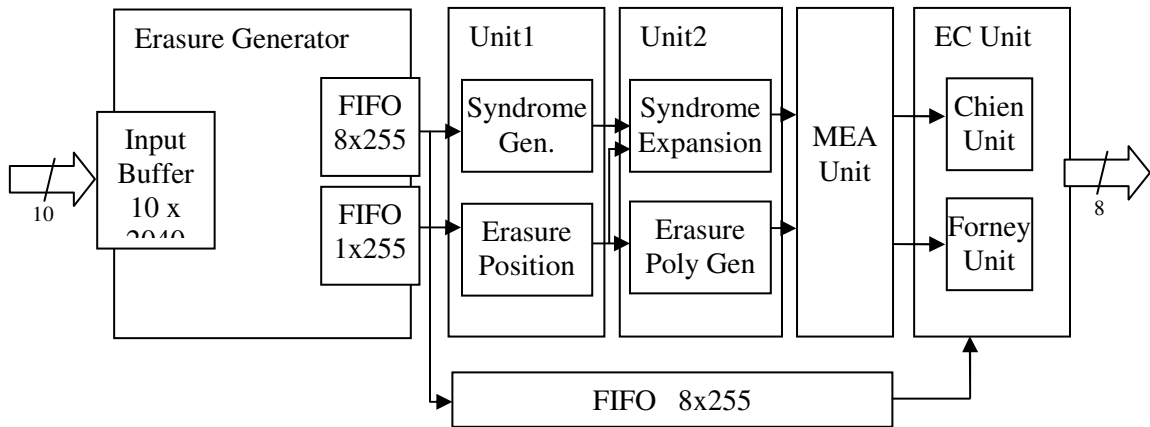 Erasure Generator
Unit1
Unit2
EC Unit
FIFO
8x255
Syndrome
Gen.
Syndrome
Expansion
MEA
Unit
Chien
Unit
Input
Buffer
10 x
2040
10
FIFO
1x255
Erasure
Position
Erasure
Poly Gen
Forney
Unit
8
FIFO 8x255